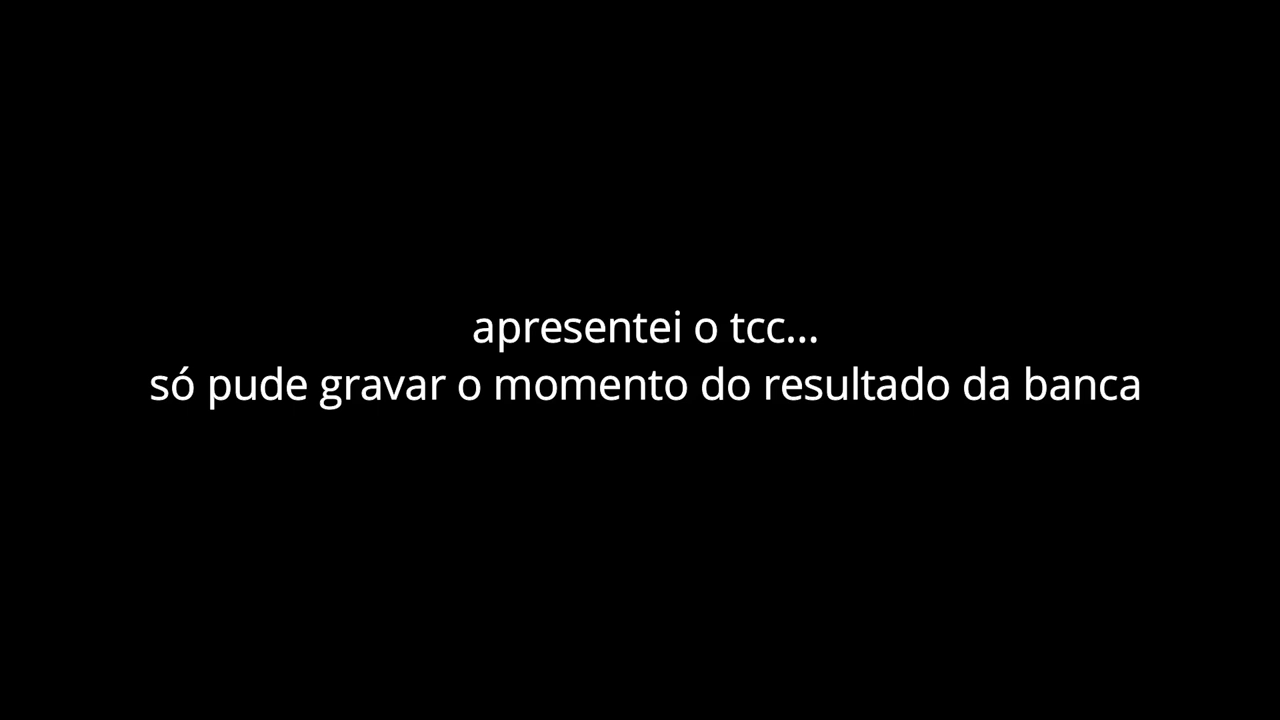 apresentei o tcc...
só pude gravar o momento do resultado da banca